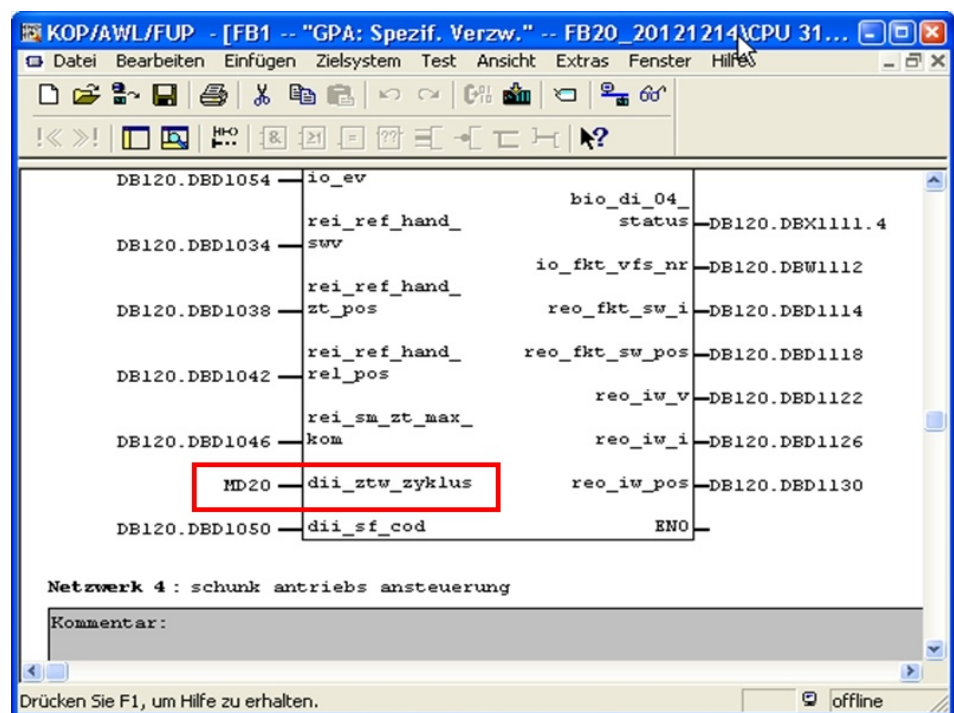 KOP/AWL/FUP - [FB1 -- "GPA: Spezif. Verzw." -- FB20_20121214\CPU 31...
Datei Bearbeiten Einfügen Zielsystem Test Ansicht Extras Fenster Hilfe
DB120.DBD1054 io_ev
bio_di_04_
status DB120.DBX1111.4
rei_ref_hand_
DB120.DBD1034 swv
io_fkt_vfs_nr DB120.DBW1112
rei_ref_hand_
DB120.DBD1038 zt_pos
reo_fkt_sw_i DB120.DBD1114
rei_ref_hand_
DB120.DBD1042 rel_pos
reo_fkt_sw_pos DB120.DBD1118
reo_iw_v DB120.DBD1122
rei_sm_zt_max_
DB120.DBD1046 kom
reo_iw_i DB120.DBD1126
MD20 dii_ztw_zyklus
reo_iw_pos DB120.DBD1130
DB120.DBD1050 dii_sf_cod
ENO
Netzwerk 4 : schunk antriebs ansteuerung
Kommentar:
Drücken Sie F1, um Hilfe zu erhalten.
offline